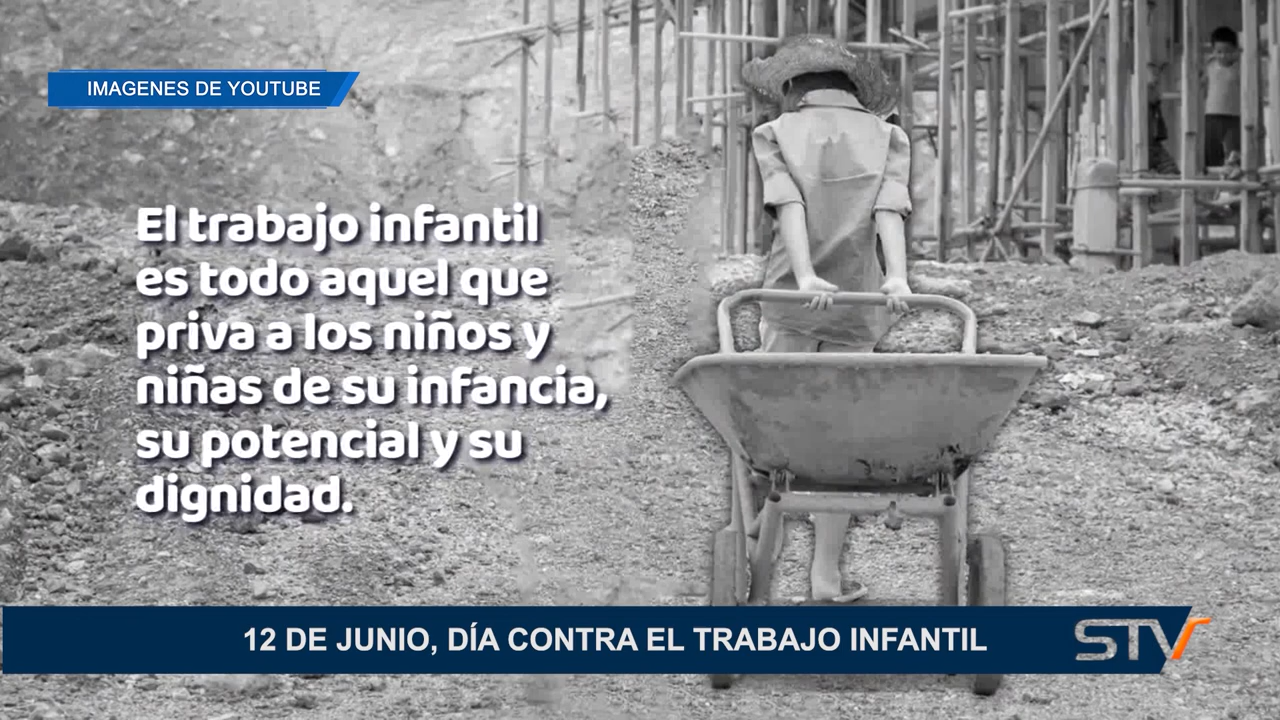 IMAGENES DE YOUTUBE
El trabajo infantil
es todo aquel que
priva a los niños y
niñas de su infancia,
su potencial y su
dignidad.
12 DE JUNIO, DÍA CONTRA EL TRABAJO INFANTIL
STV